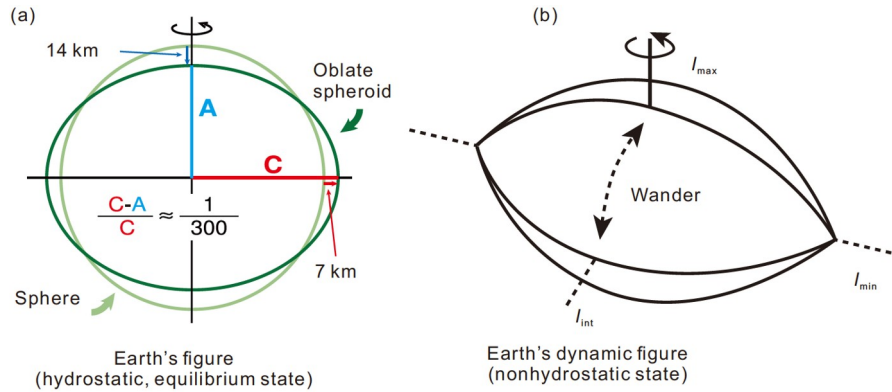 (a)
14 km
Oblate
spheroid
A
C
C-A
C
≈
1
300
7 km
Sphere
Earth's figure
(hydrostatic, equilibrium state)
(b)
Imax
Wander
Imin
Iint
Earth's dynamic figure
(nonhydrostatic state)